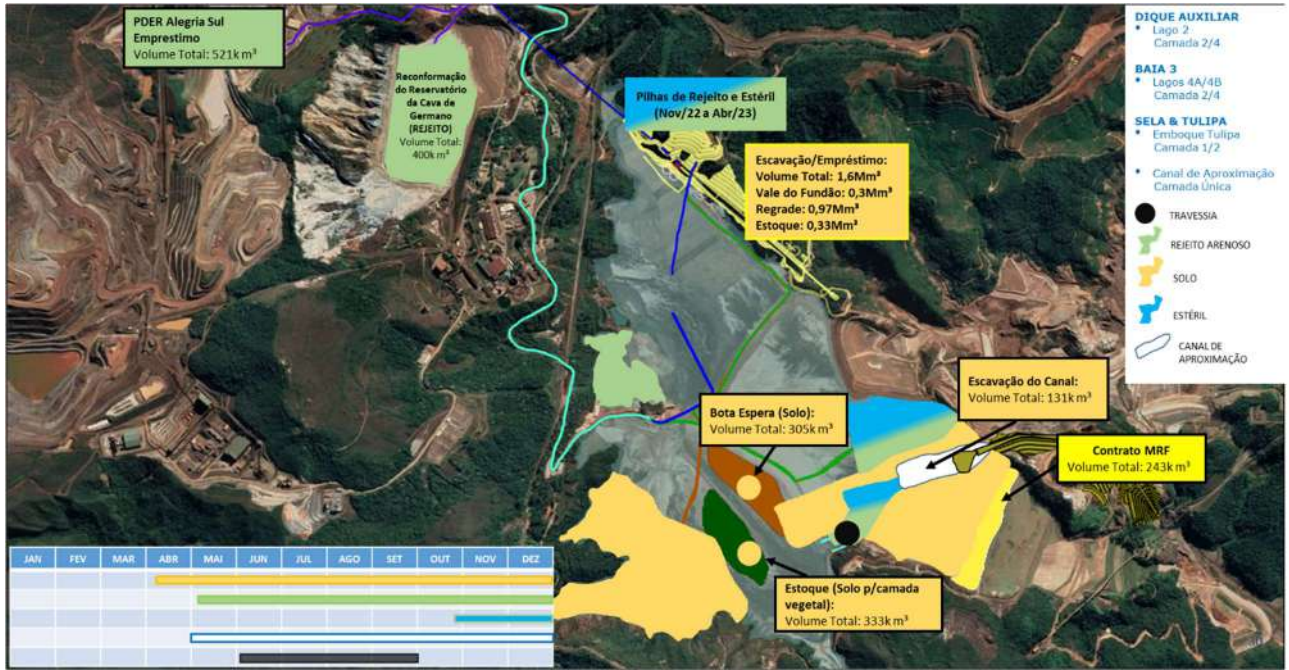 PDER Alegria Sul
Emprestimo
Volume Total: 521k m³
Reconformação
do Reservatório
da Cava de
Germano
(REJEITO)
Volume Total:
400k m³
Pilhas de Rejeito e Estéril
(Nov/22 a Abr/23)
Escavação/Empréstimo:
Volume Total: 1,6Mm³
Vale do Fundão: 0,3Mm³
Regrade: 0,97Mm³
Estoque: 0,33Mm³
DIQUE AUXILIAR
* Lago 2
Camada 2/4
BAIA 3
* Lagos 4A/4B
Camada 2/4
SELA & TULIPA
* Emboque Tulipa
Camada 1/2
* Canal de Aproximação
Camada Única
TRAVESSIA
REJEITO ARENOSO
SOLO
ESTÉRIL
CANAL DE
APROXIMAÇÃO
Escavação do Canal:
Volume Total: 131k m³
Bota Espera (Solo):
Volume Total: 305k m³
Contrato MRF
Volume Total: 243k m³
Estoque (Solo p/camada
vegetal):
Volume Total: 333k m³
JAN FEV MAR ABR MAI JUN JUL AGO SET OUT NOV DEZ